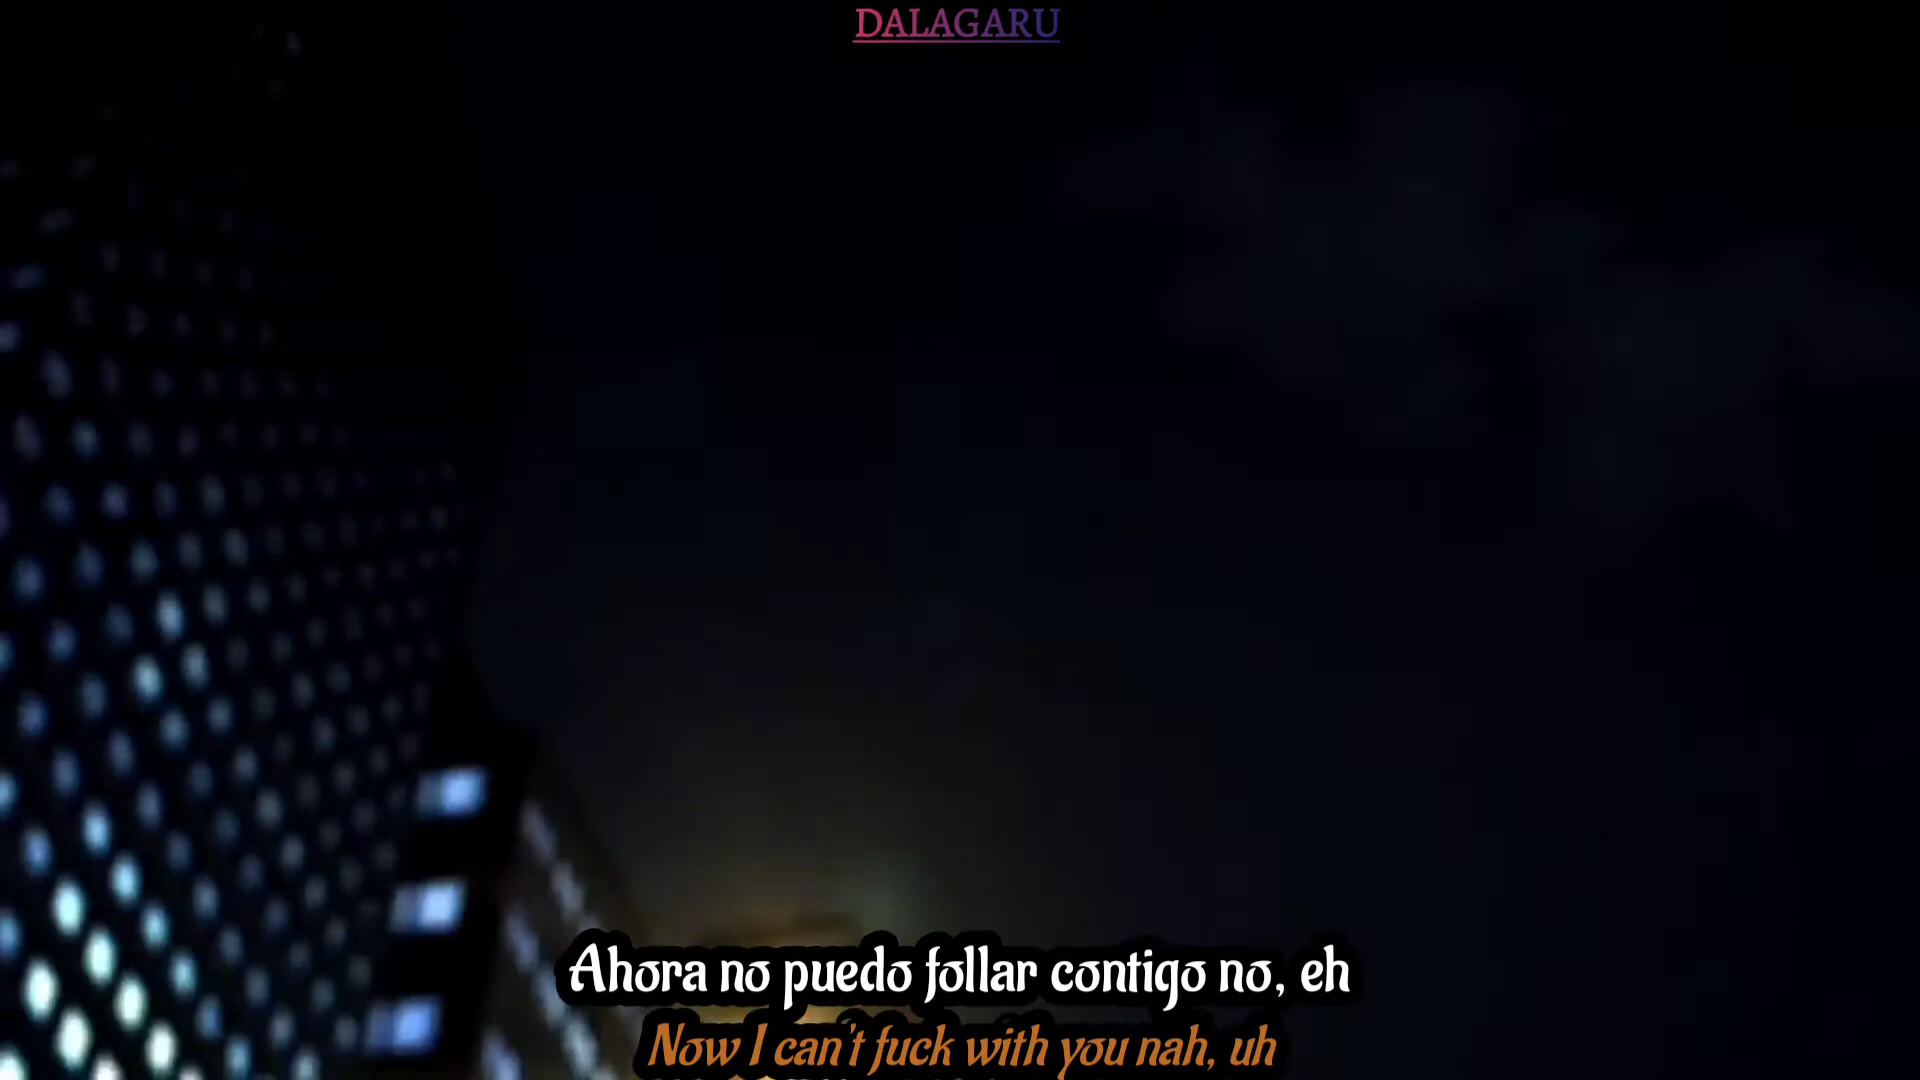 DALAGARU
Ahora no puedo follar contigo no, eh
Now I can't fuck with you nah, uh